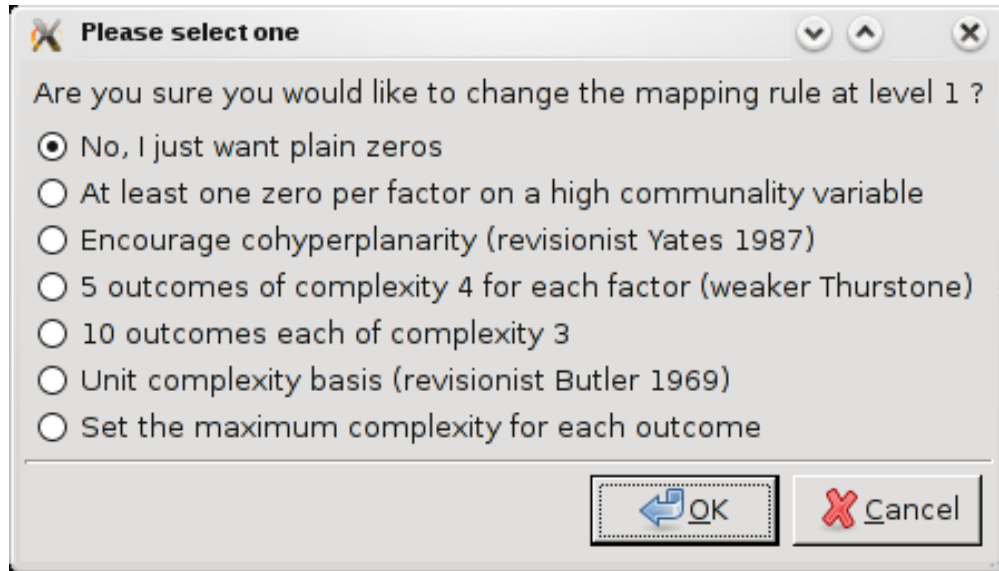 Please select one
Are you sure you would like to change the mapping rule at level 1 ?
No, I just want plain zeros
At least one zero per factor on a high communality variable
Encourage cohyperplanarity (revisionist Yates 1987)
5 outcomes of complexity 4 for each factor (weaker Thurstone)
10 outcomes each of complexity 3
Unit complexity basis (revisionist Butler 1969)
Set the maximum complexity for each outcome
OK Cancel